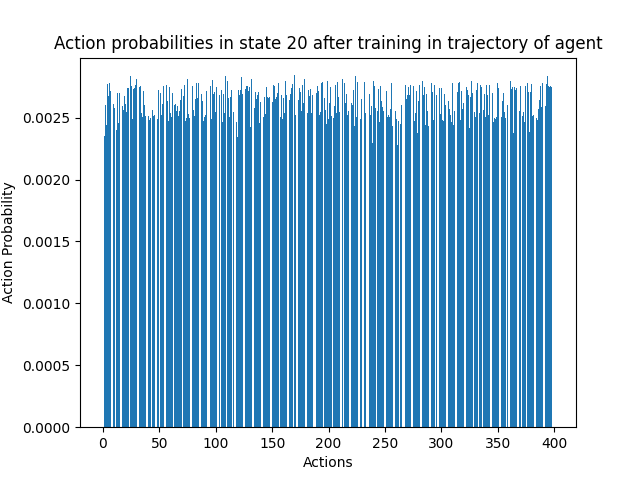 Action probabilities in state 20 after training in trajectory of agent
Action Probability
0.0025
0.0020
0.0015
0.0010
0.0005
0.0000
0 50 100 150 200 250 300 350 400
Actions